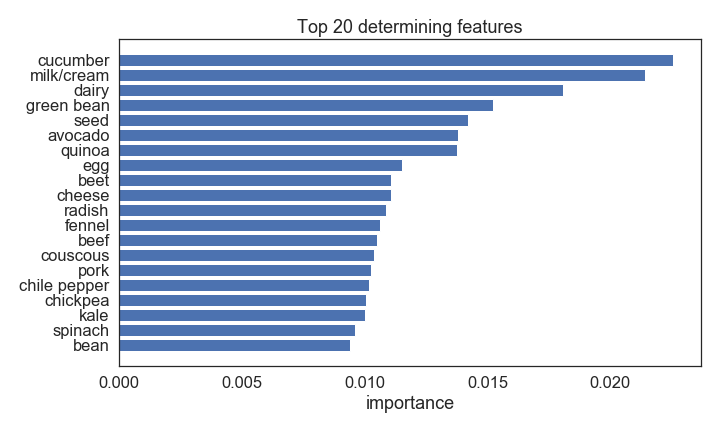 Top 20 determining features
cucumber
milk/cream
dairy
green bean
seed
avocado
quinoa
egg
beet
cheese
radish
fennel
beef
couscous
pork
chile pepper
chickpea
kale
spinach
bean
0.000 0.005 0.010 0.015 0.020
importance